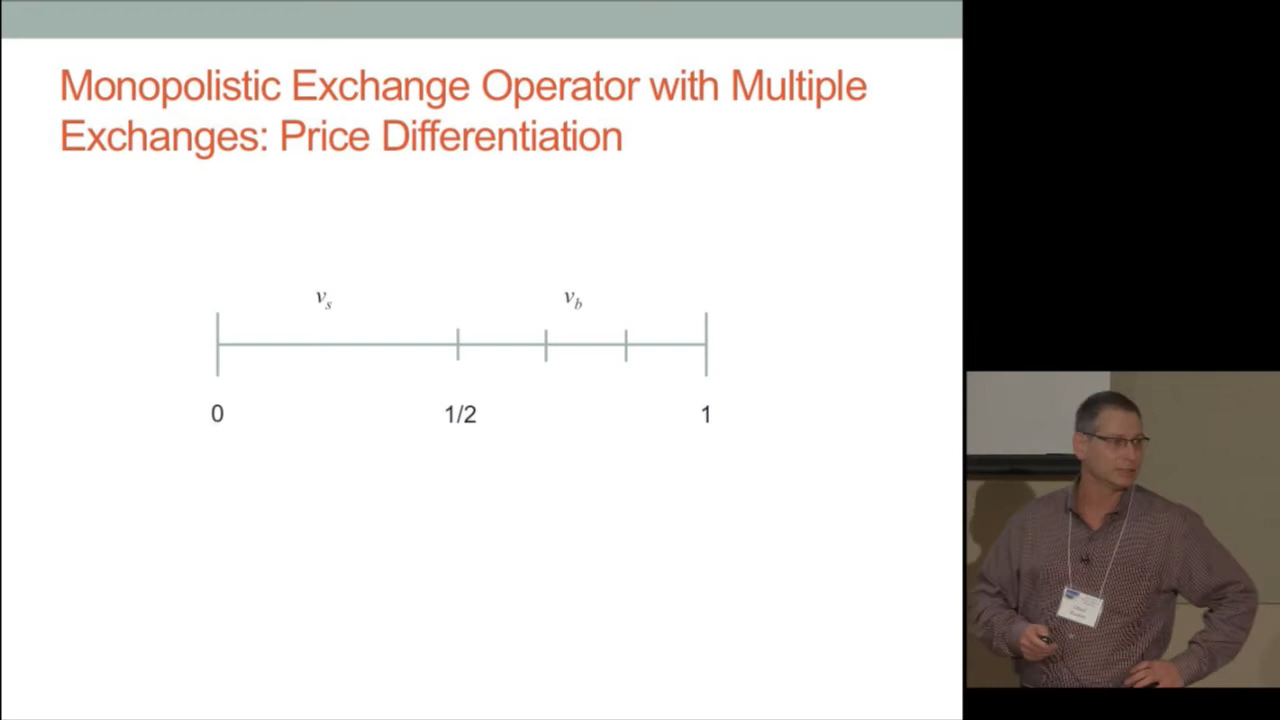 Monopolistic Exchange Operator with Multiple
Exchanges: Price Differentiation
v_s v_b
0 1/2 1